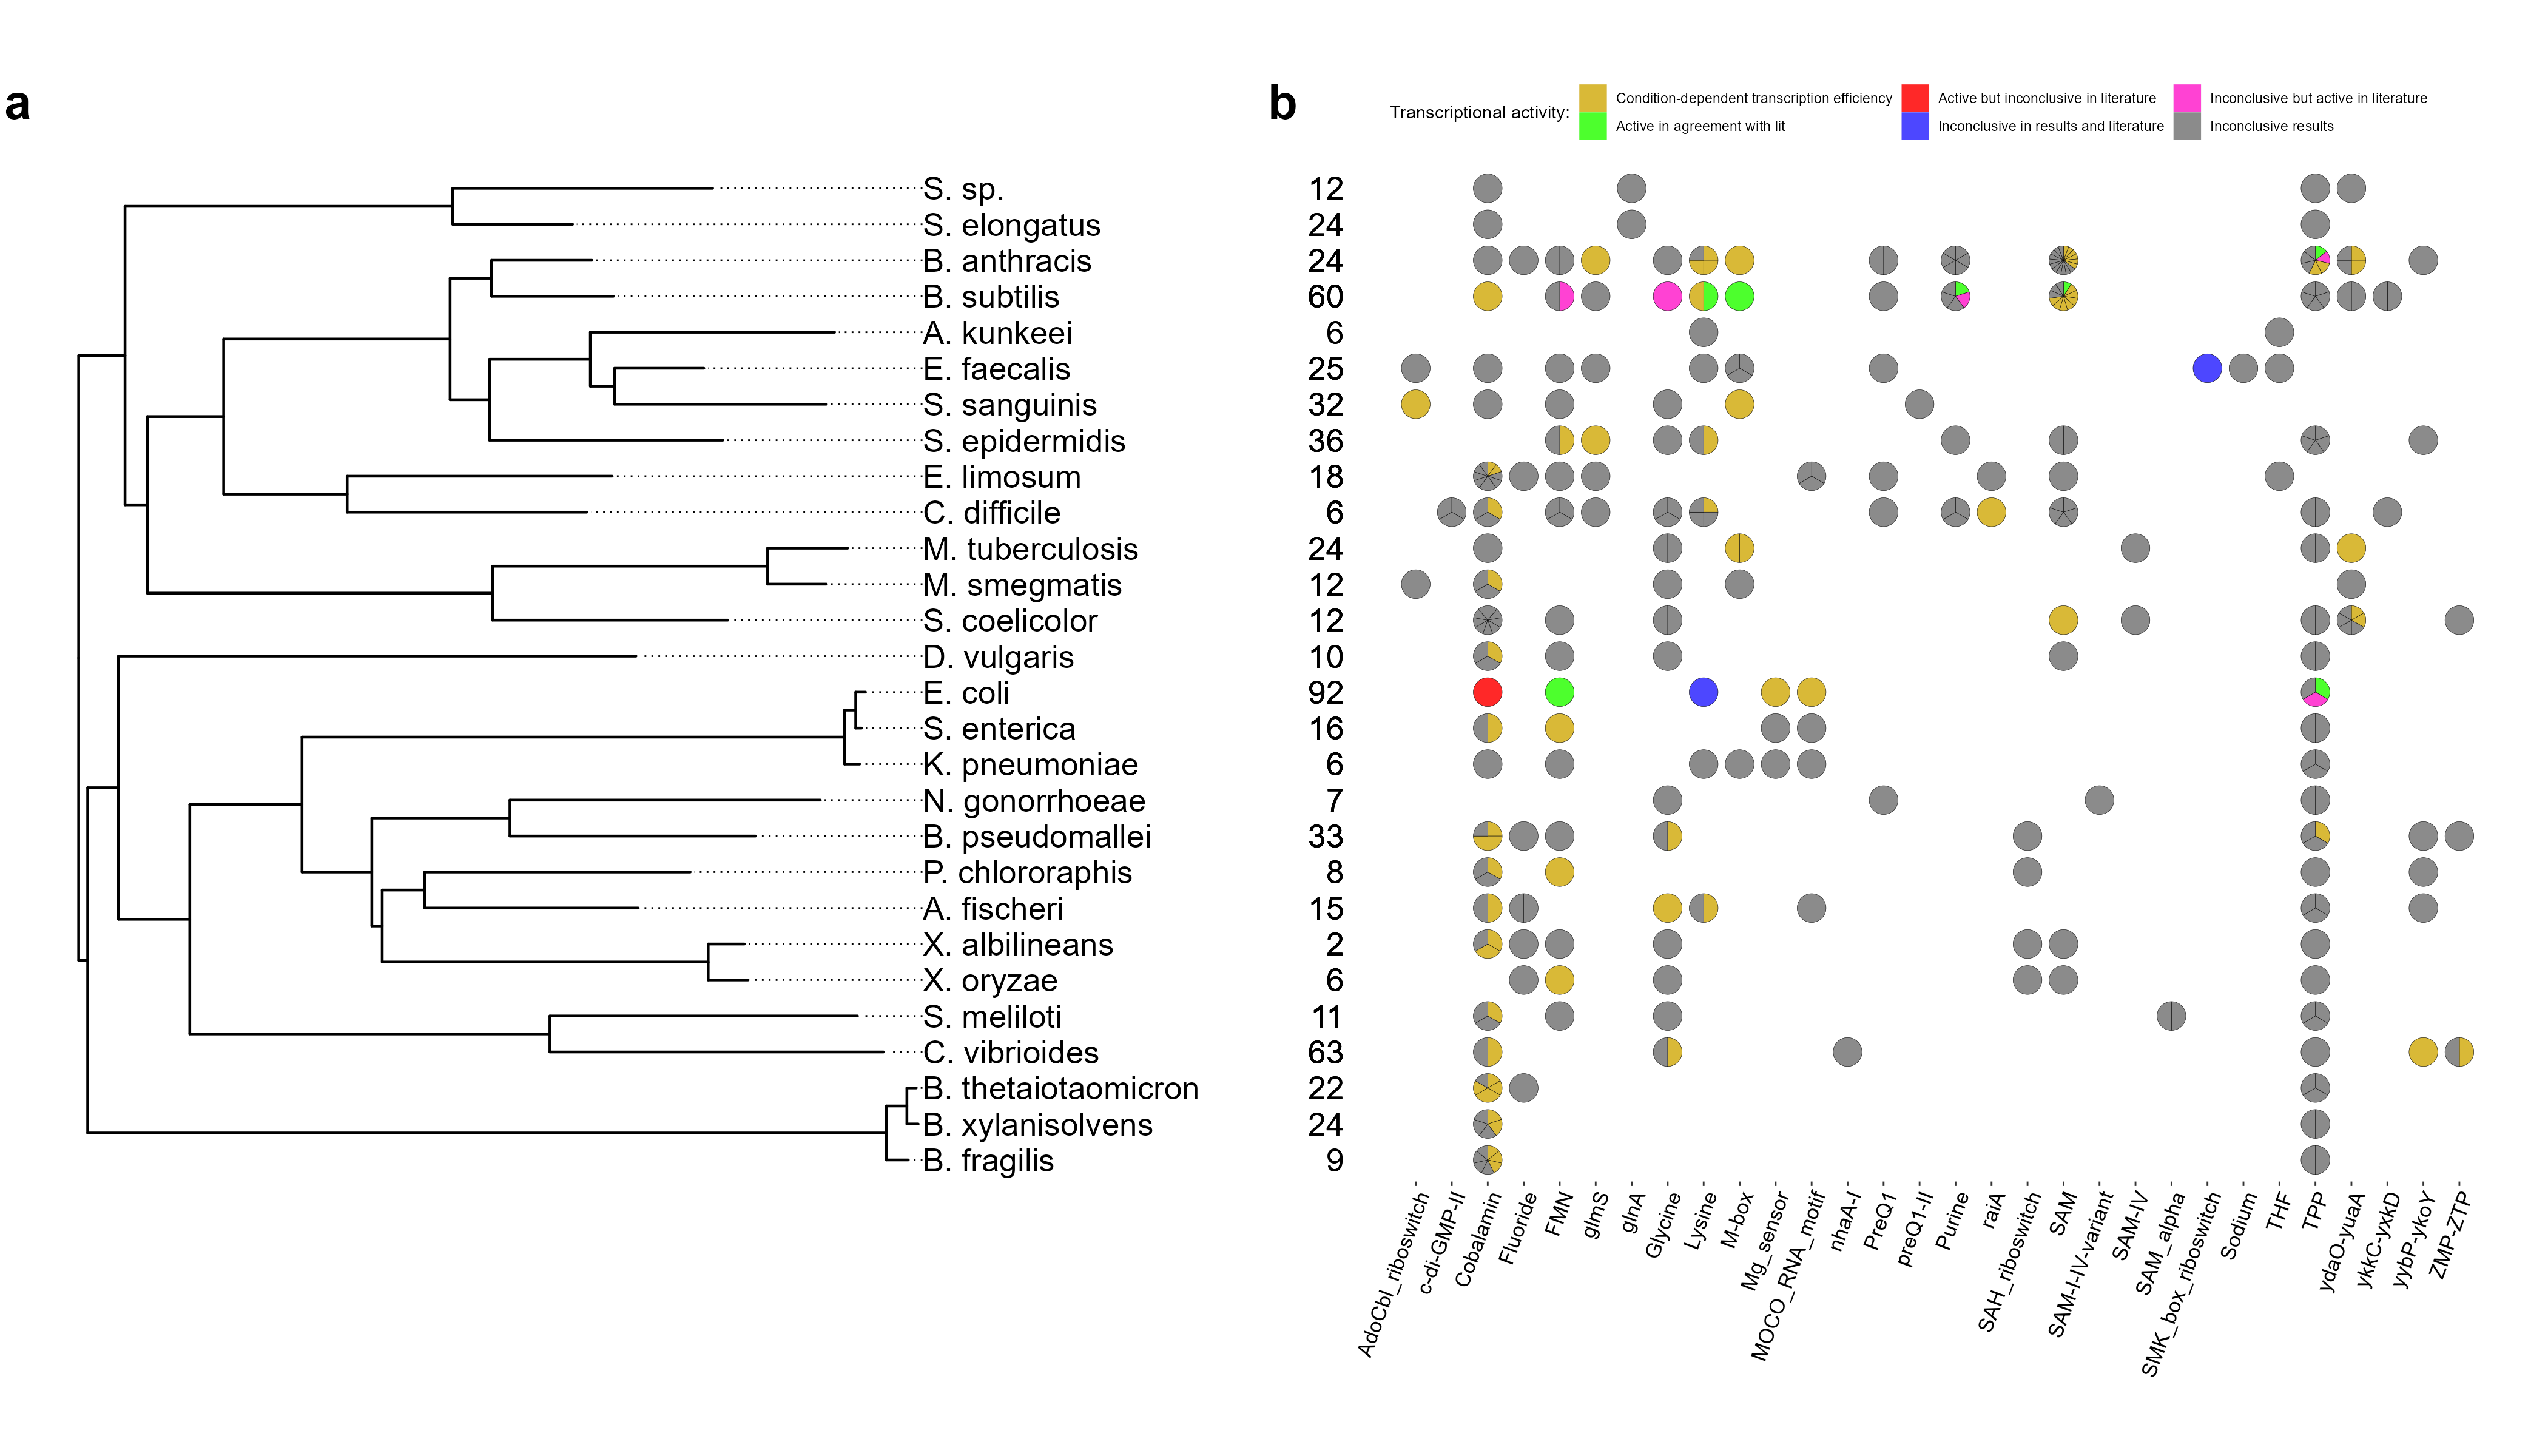 a
b
Transcriptional activity:
Condition-dependent transcription efficiency
Active in agreement with lit
Active but inconclusive in literature
Inconclusive in results and literature
Inconclusive but active in literature
Inconclusive results
S. sp. 12
S. elongatus 24
B. anthracis 24
B. subtilis 60
A. kunkeei 6
E. faecalis 25
S. sanguinis 32
S. epidermidis 36
E. limosum 18
C. difficile 6
M. tuberculosis 24
M. smegmatis 12
S. coelicolor 12
D. vulgaris 10
E. coli 92
S. enterica 16
K. pneumoniae 6
N. gonorrhoeae 7
B. pseudomallei 33
P. chlororaphis 8
A. fischeri 15
X. albilineans 2
X. oryzae 6
S. meliloti 11
C. vibrioides 63
B. thetaiotaomicron 22
B. xylanisolvens 24
B. fragilis 9
AdoCbl_riboswitch
c-di-GMP-II
Cobalamin
Fluoride
FMN
glmS
glnA
Glycine
Lysine
M-box
Mg_sensor
MOCO_RNA_motif
nhaA-I
PreQ1
preQ1-II
Purine
raiA
SAH_riboswitch
SAM
SAM-I-IV-variant
SAM-IV
SAM_alpha
SMK_box_riboswitch
Sodium
THF
TPP
ydaO-yuaA
ykkC-yxkD
yybP-ykoY
ZMP-ZTP